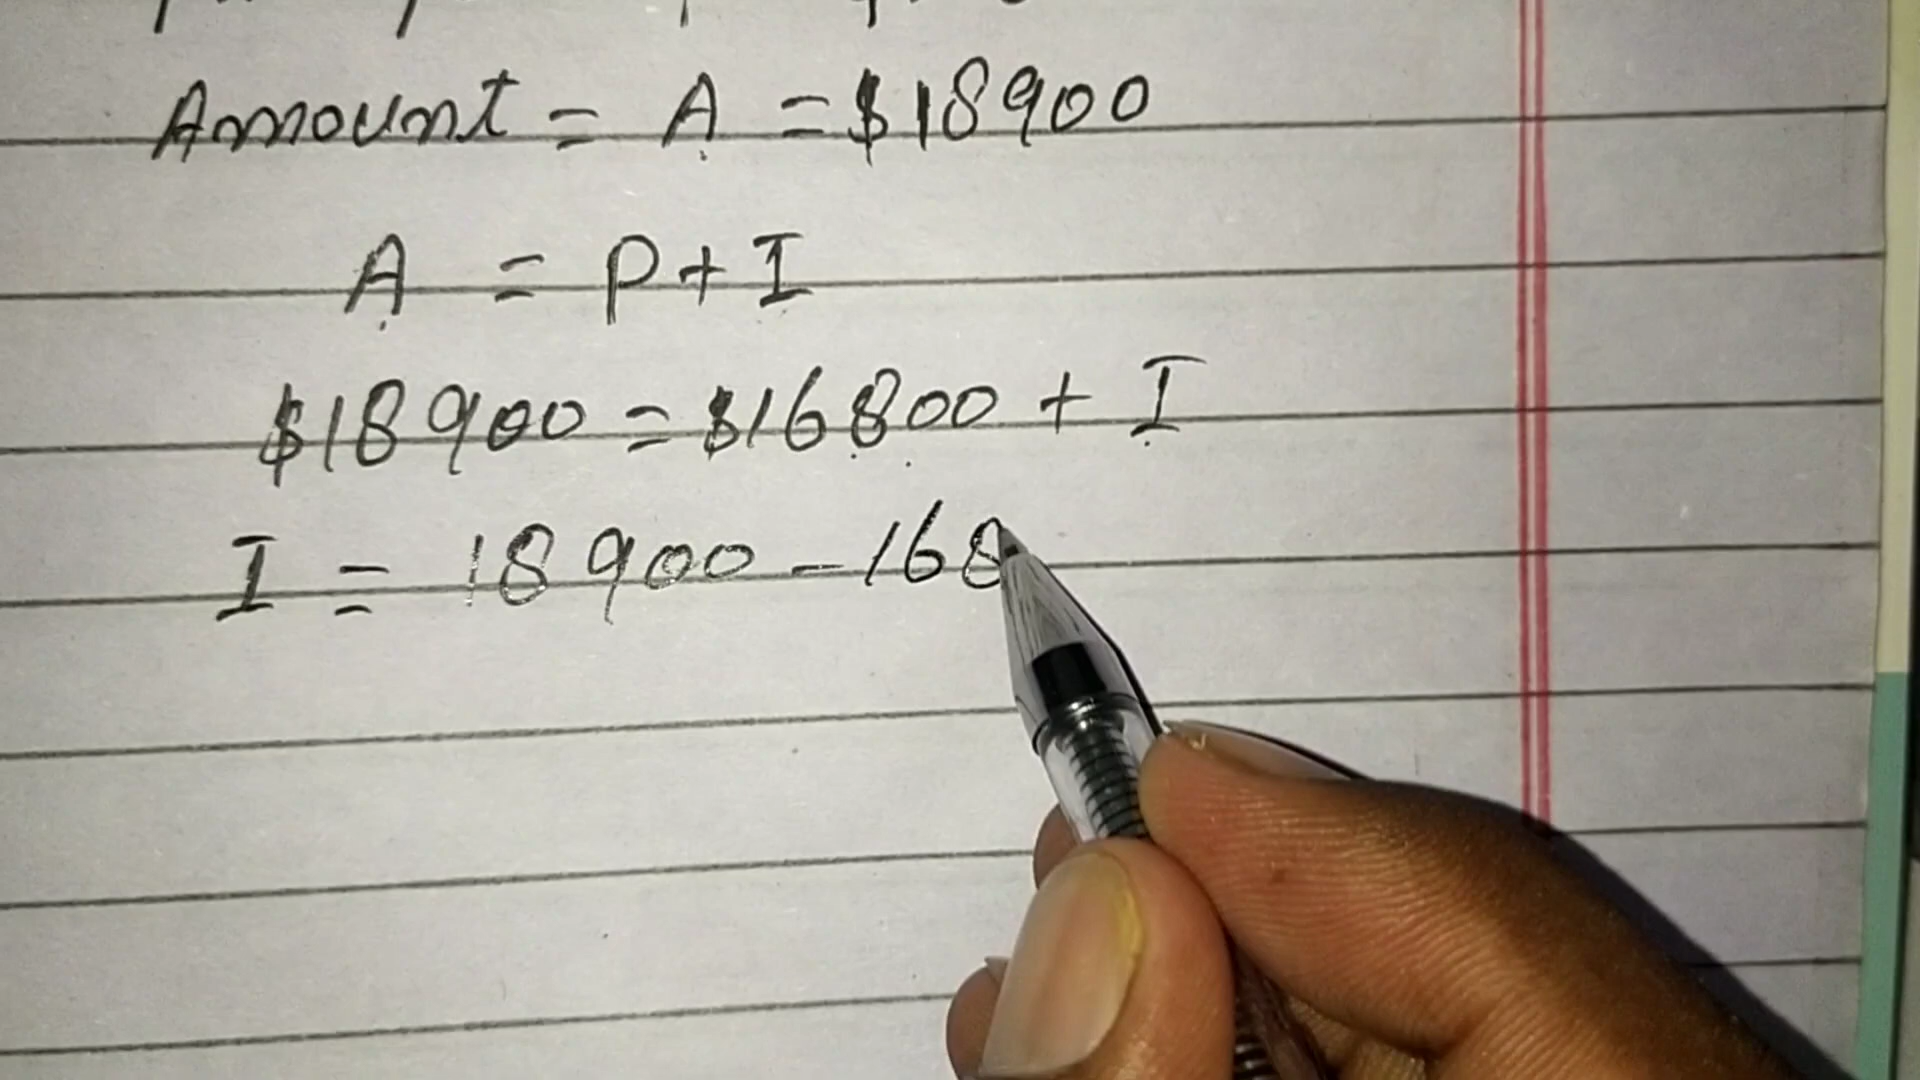 Amount = A = $18900
A = P + I
$18900 = $16800 + I
I = 18900 - 168